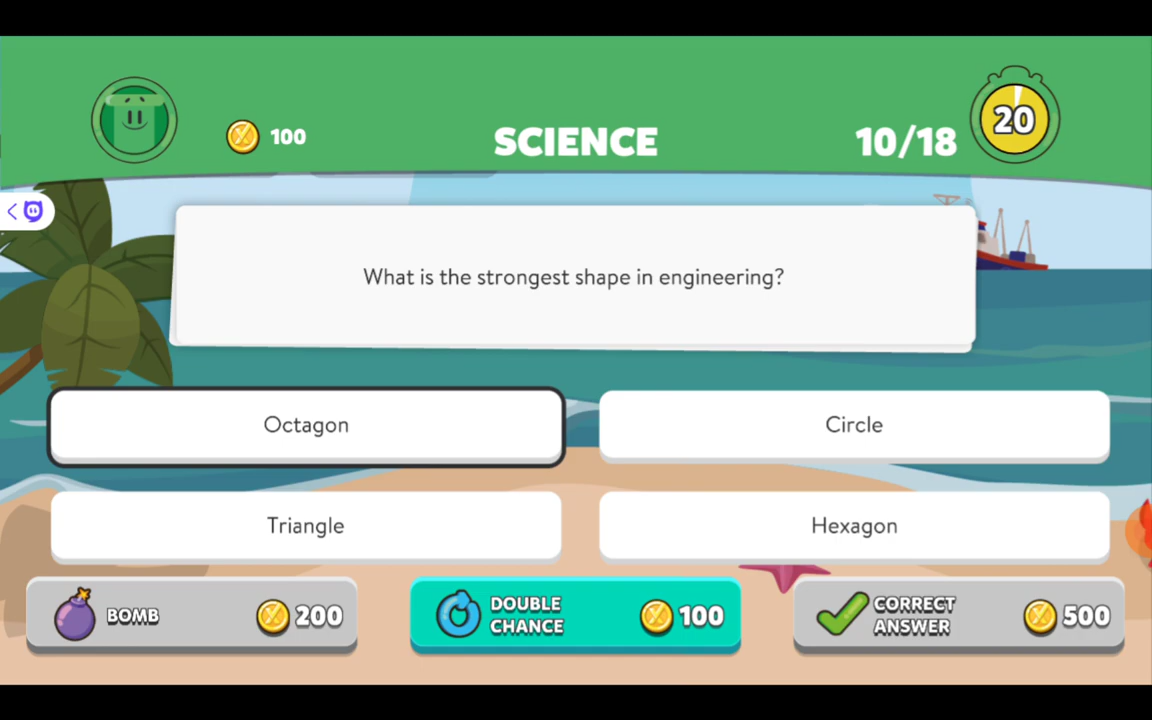 100
SCIENCE
10/18
20
What is the strongest shape in engineering?
Octagon
Circle
Triangle
Hexagon
BOMB
200
DOUBLE
CHANCE
100
CORRECT
ANSWER
500